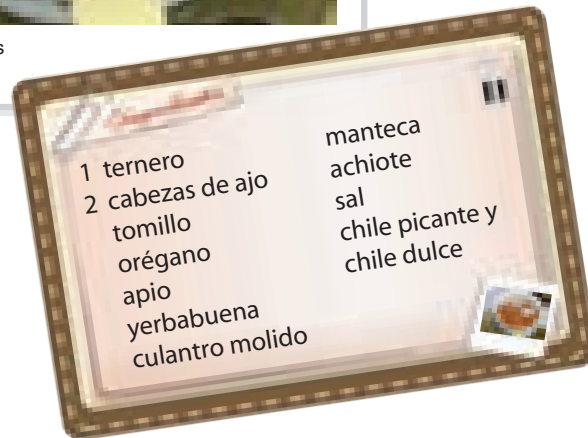 s
1 ternero
2 cabezas de ajo
tomillo
orégano
apio
yerbabuena
culantro molido
manteca
achiote
sal
chile picante y
chile dulce